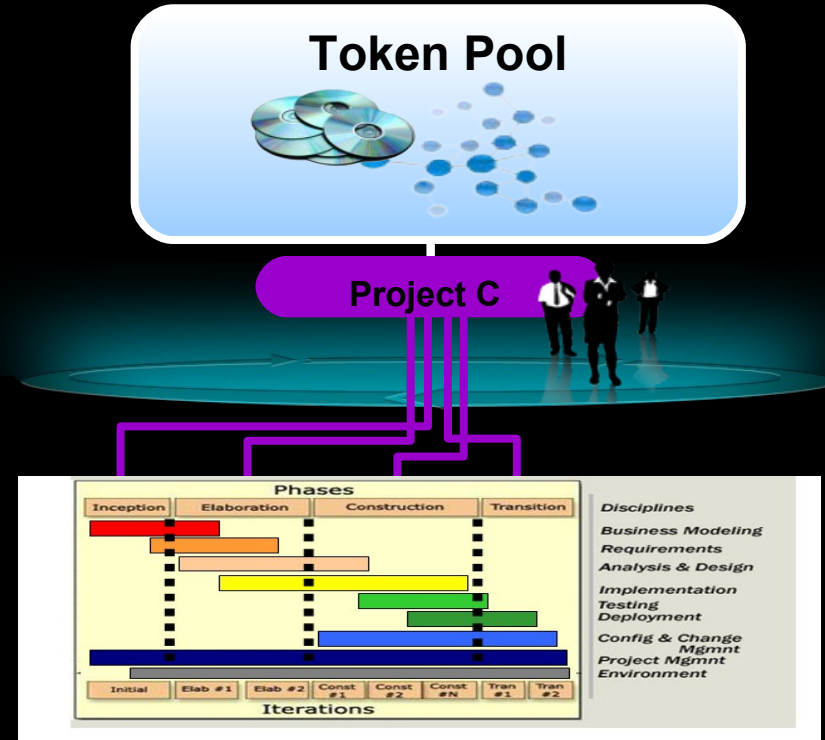 Token Pool
Project C
Phases
Inception Elaboration Construction Transition Disciplines
Business Modeling
Requirements
Analysis & Design
Implementation
Testing
Deployment
Config & Change
Mgmnt
Project Mgmnt
Environment
Initial Elab #1 Elab #2 Const #1 Const #2 Const #N Tran #1 Tran #2
Iterations